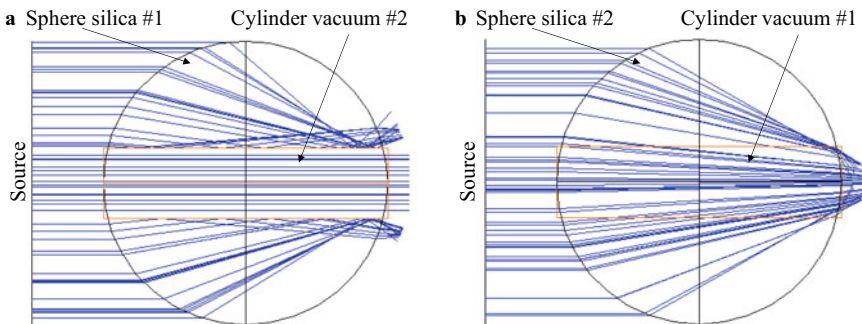 a Sphere silica #1 Cylinder vacuum #2
Source
b Sphere silica #2 Cylinder vacuum #1
Source